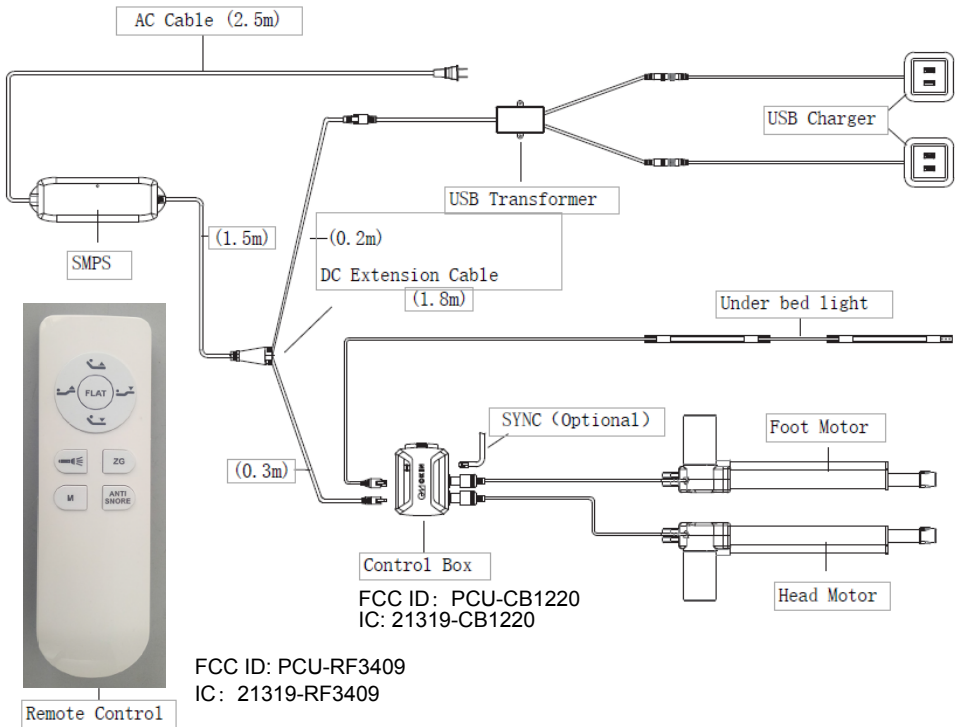 AC Cable (2.5m)
USB Charger
USB Transformer
(1.5m)
(0.2m)
SMPS
DC Extension Cable
(1.8m)
Under bed light
SYNC（Optional）
Foot Motor
(0.3m)
OKIN
Control Box
FCC ID：PCU-CB1220
IC: 21319-CB1220
Head Motor
FLAT
ZG
M
ANTI
SNORE
FCC ID: PCU-RF3409
IC：21319-RF3409
Remote Control